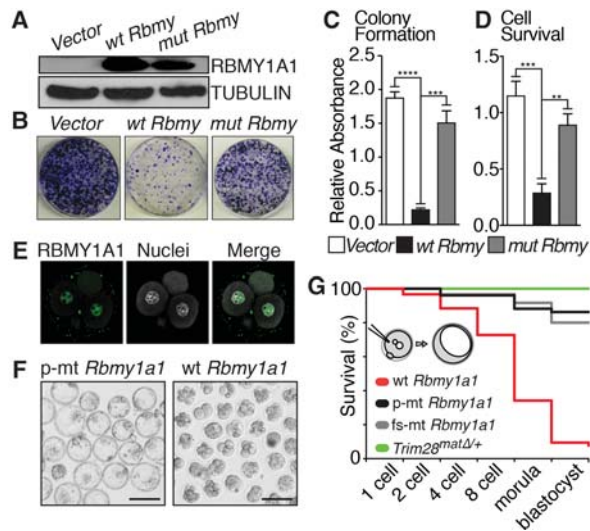 A
Vector
wt Rbmy
mut Rbmy
RBMY1A1
TUBULIN
B
Vector
wt Rbmy
mut Rbmy
C Colony
Formation
Relative Absorbance
2.5
2.0
1.5
1.0
0.5
0.0
****
***
D Cell
Survival
1.5
1.0
0.5
0.0
***
**
Vector
wt Rbmy
mut Rbmy
E
RBMY1A1
Nuclei
Merge
F
p-mt Rbmy1a1
wt Rbmy1a1
G
Survival (%)
100
0
wt Rbmy1a1
p-mt Rbmy1a1
fs-mt Rbmy1a1
Trim28matΔ/+
1 cell
2 cell
4 cell
8 cell
morula
blastocyst